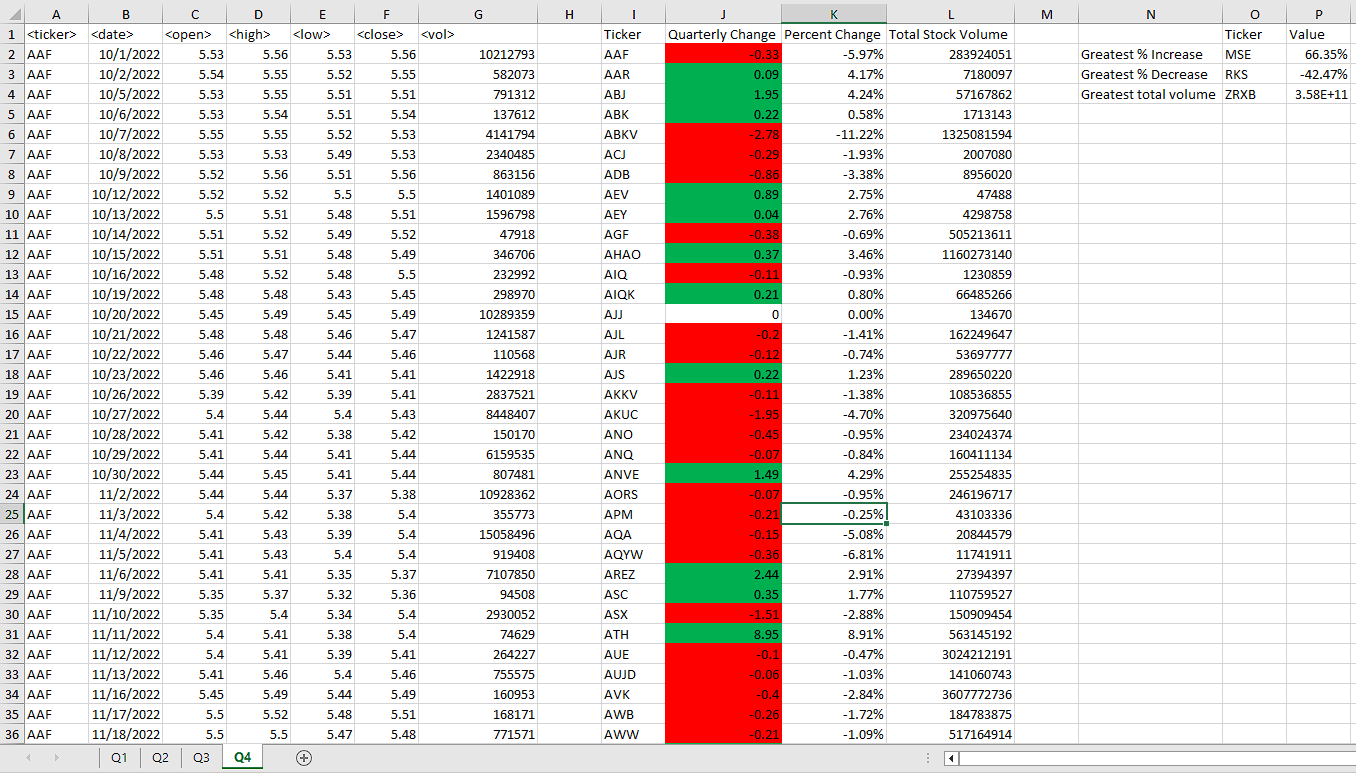 A B C D E F G H I J K L M N O P
1 <ticker> <date> <open> <high> <low> <close> <vol> Ticker Quarterly Change Percent Change Total Stock Volume Ticker Value
2 AAF 10/1/2022 5.53 5.56 5.53 5.56 10212793 AAF -0.33 -5.97% 283924051 Greatest % Increase MSE 66.35%
3 AAF 10/2/2022 5.54 5.55 5.52 5.55 582073 AAR 0.09 4.17% 7180097 Greatest % Decrease RKS -42.47%
4 AAF 10/5/2022 5.53 5.55 5.51 5.51 791312 ABJ 1.95 4.24% 57167862 Greatest total volume ZRXB 3.58E+11
5 AAF 10/6/2022 5.53 5.54 5.51 5.54 137612 ABK 0.22 0.58% 1713143
6 AAF 10/7/2022 5.55 5.55 5.52 5.53 4141794 ABKV -2.78 -11.22% 1325081594
7 AAF 10/8/2022 5.53 5.53 5.49 5.53 2340485 ACJ -0.29 -1.93% 2007080
8 AAF 10/9/2022 5.52 5.56 5.51 5.56 863156 ADB -0.86 -3.38% 8956020
9 AAF 10/12/2022 5.52 5.52 5.5 5.5 1401089 AEV 0.89 2.75% 47488
10 AAF 10/13/2022 5.5 5.51 5.48 5.51 1596798 AEY 0.04 2.76% 4298758
11 AAF 10/14/2022 5.51 5.52 5.49 5.52 47918 AGF -0.38 -0.69% 505213611
12 AAF 10/15/2022 5.51 5.51 5.48 5.49 346706 AHAO 0.37 3.46% 1160273140
13 AAF 10/16/2022 5.48 5.52 5.48 5.5 232992 AIQ -0.11 -0.93% 1230859
14 AAF 10/19/2022 5.48 5.48 5.43 5.45 298970 AIQK 0.21 0.80% 66485266
15 AAF 10/20/2022 5.45 5.49 5.45 5.49 10289359 AJJ 0 0.00% 134670
16 AAF 10/21/2022 5.48 5.48 5.46 5.47 1241587 AJL -0.2 -1.41% 162249647
17 AAF 10/22/2022 5.46 5.47 5.44 5.46 110568 AJR -0.12 -0.74% 53697777
18 AAF 10/23/2022 5.46 5.46 5.41 5.41 1422918 AJS 0.22 1.23% 289650220
19 AAF 10/26/2022 5.39 5.42 5.39 5.41 2837521 AKKV -0.11 -1.38% 108536855
20 AAF 10/27/2022 5.4 5.44 5.4 5.43 8448407 AKUC -1.95 -4.70% 320975640
21 AAF 10/28/2022 5.41 5.42 5.38 5.42 150170 ANO -0.45 -0.95% 234024374
22 AAF 10/29/2022 5.41 5.44 5.41 5.44 6159535 ANQ -0.07 -0.84% 160411134
23 AAF 10/30/2022 5.44 5.45 5.41 5.44 807481 ANVE 1.49 4.29% 255254835
24 AAF 11/2/2022 5.44 5.44 5.37 5.38 10928362 AORS -0.07 -0.95% 246196717
25 AAF 11/3/2022 5.4 5.42 5.38 5.4 355773 APM -0.21 -0.25% 43103336
26 AAF 11/4/2022 5.41 5.43 5.39 5.4 15058496 AQA -0.15 -5.08% 20844579
27 AAF 11/5/2022 5.41 5.43 5.4 5.4 919408 AQYW -0.36 -6.81% 11741911
28 AAF 11/6/2022 5.41 5.41 5.35 5.37 7107850 AREZ 2.44 2.91% 27394397
29 AAF 11/9/2022 5.35 5.37 5.32 5.36 94508 ASC 0.35 1.77% 110759527
30 AAF 11/10/2022 5.35 5.4 5.34 5.4 2930052 ASX -1.51 -2.88% 150909454
31 AAF 11/11/2022 5.4 5.41 5.38 5.4 74629 ATH 8.95 8.91% 563145192
32 AAF 11/12/2022 5.4 5.41 5.39 5.41 264227 AUE -0.1 -0.47% 3024212191
33 AAF 11/13/2022 5.41 5.46 5.4 5.46 755575 AUJD -0.06 -1.03% 141060743
34 AAF 11/16/2022 5.45 5.49 5.44 5.49 160953 AVK -0.4 -2.84% 3607772736
35 AAF 11/17/2022 5.5 5.52 5.48 5.51 168171 AWB -0.26 -1.72% 184783875
36 AAF 11/18/2022 5.5 5.5 5.47 5.48 771571 AWW -0.21 -1.09% 517164914
Q1 Q2 Q3 Q4